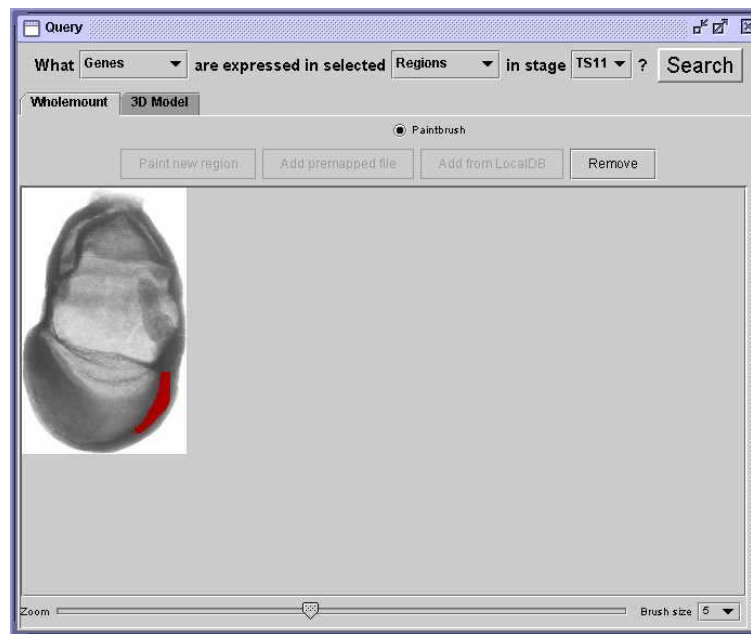 Query
What Genes are expressed in selected Regions in stage TS11 ? Search
Wholemount 3D Model
Paintbrush
Paint new region Add premapped file Add from LocalDB Remove
Zoom Brush size 5